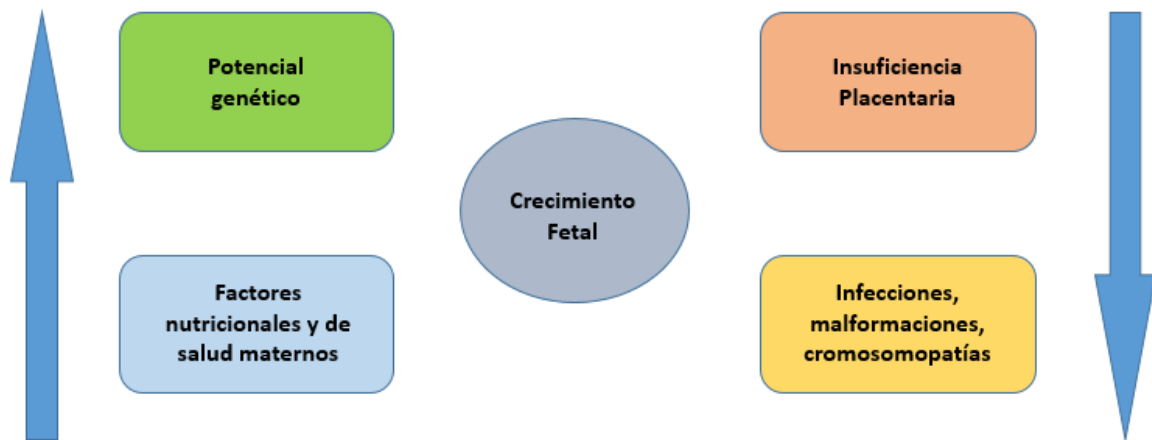 Potencial
genético
Insuficiencia
Placentaria
Crecimiento
Fetal
Factores
nutricionales y de
salud maternos
Infecciones,
malformaciones,
cromosomopatías